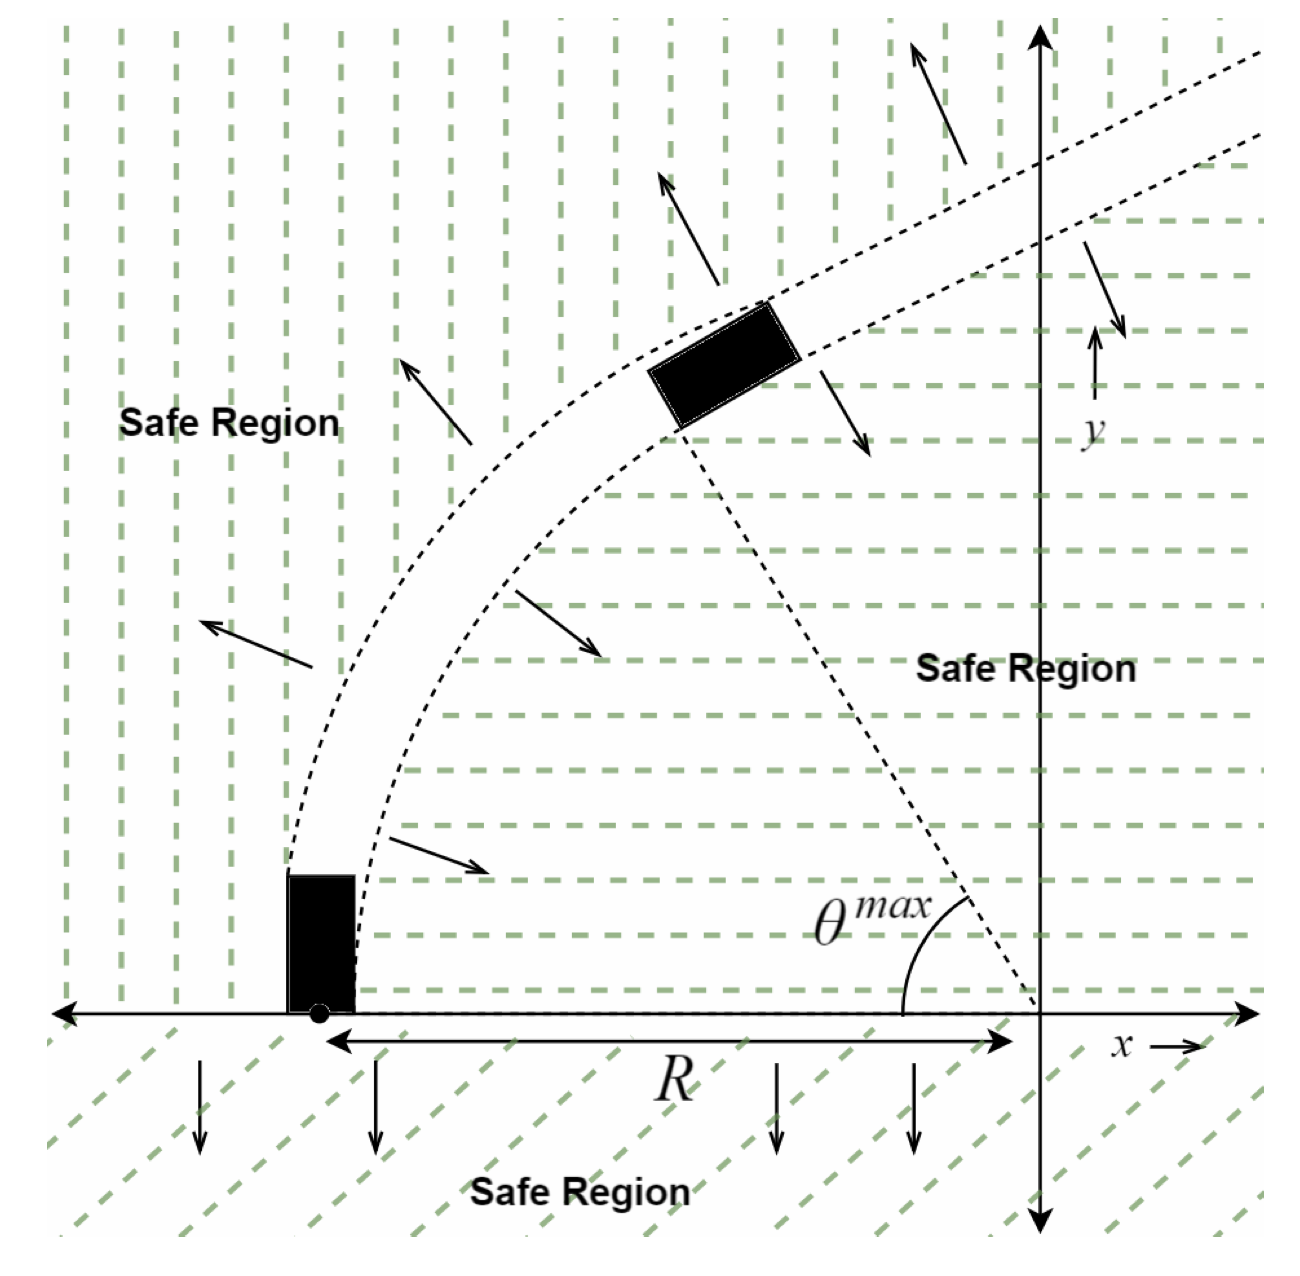 Safe Region
y
Safe Region
θ^max
x
R
Safe Region